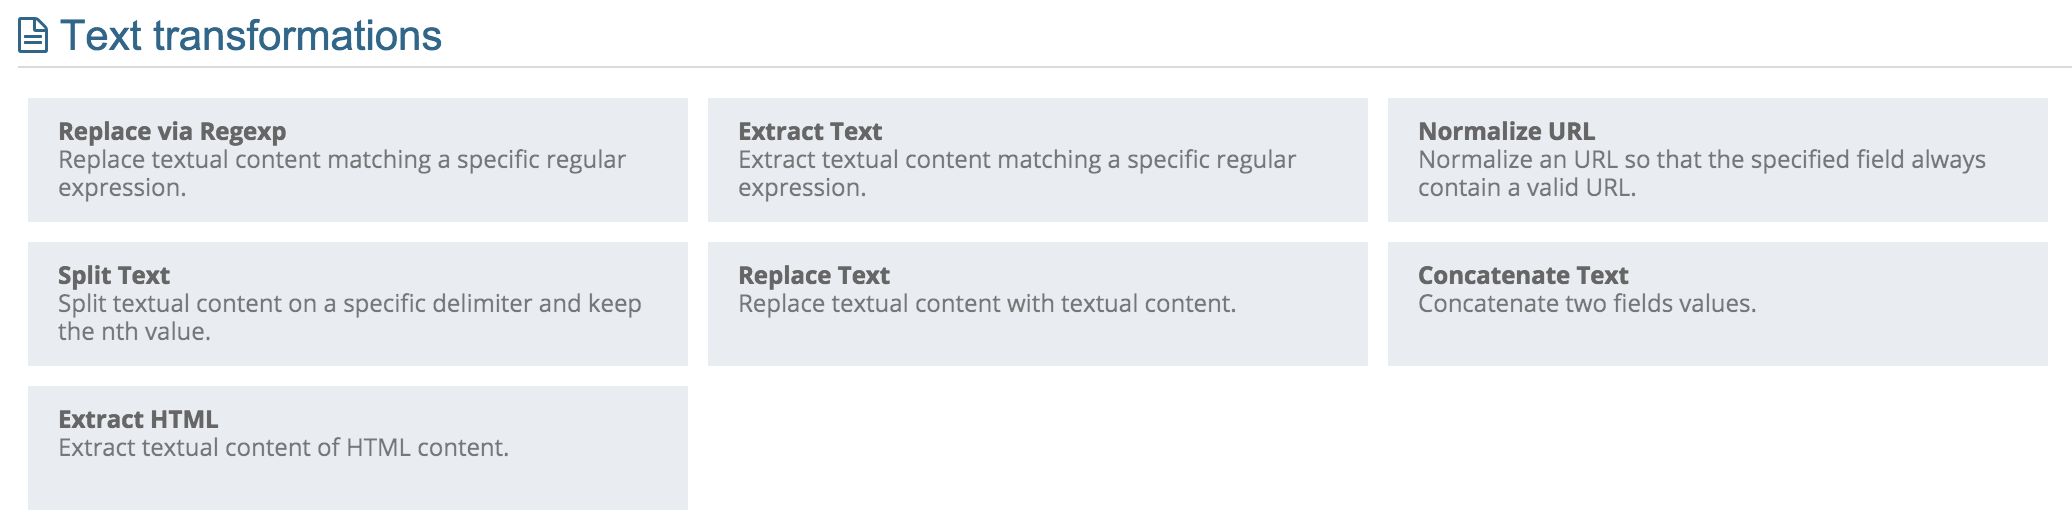 Text transformations
Replace via Regexp
Replace textual content matching a specific regular
expression.
Extract Text
Extract textual content matching a specific regular
expression.
Normalize URL
Normalize an URL so that the specified field always
contain a valid URL.
Split Text
Split textual content on a specific delimiter and keep
the nth value.
Replace Text
Replace textual content with textual content.
Concatenate Text
Concatenate two fields values.
Extract HTML
Extract textual content of HTML content.